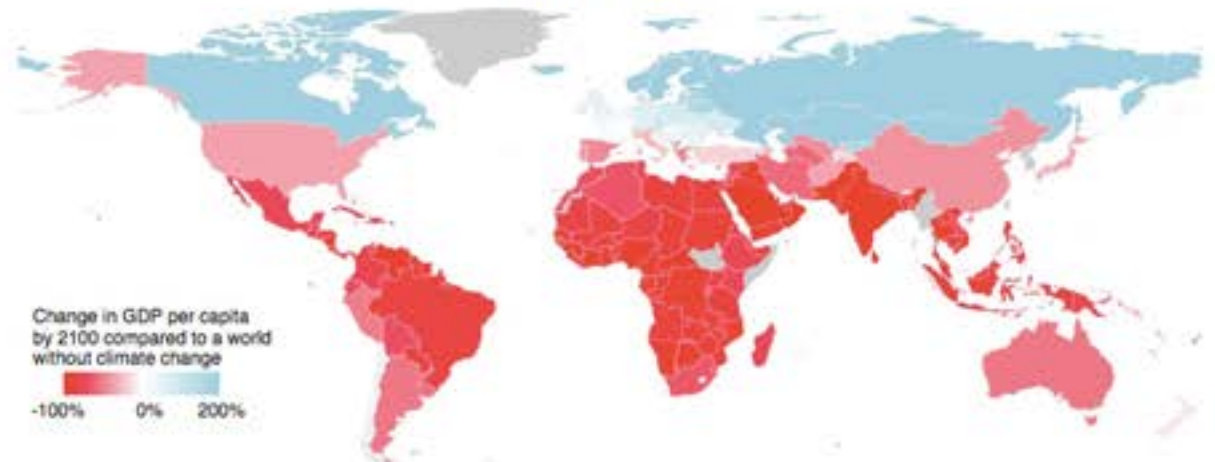 Change in GDP per capita
by 2100 compared to a world
without climate change
-100% 0% 200%